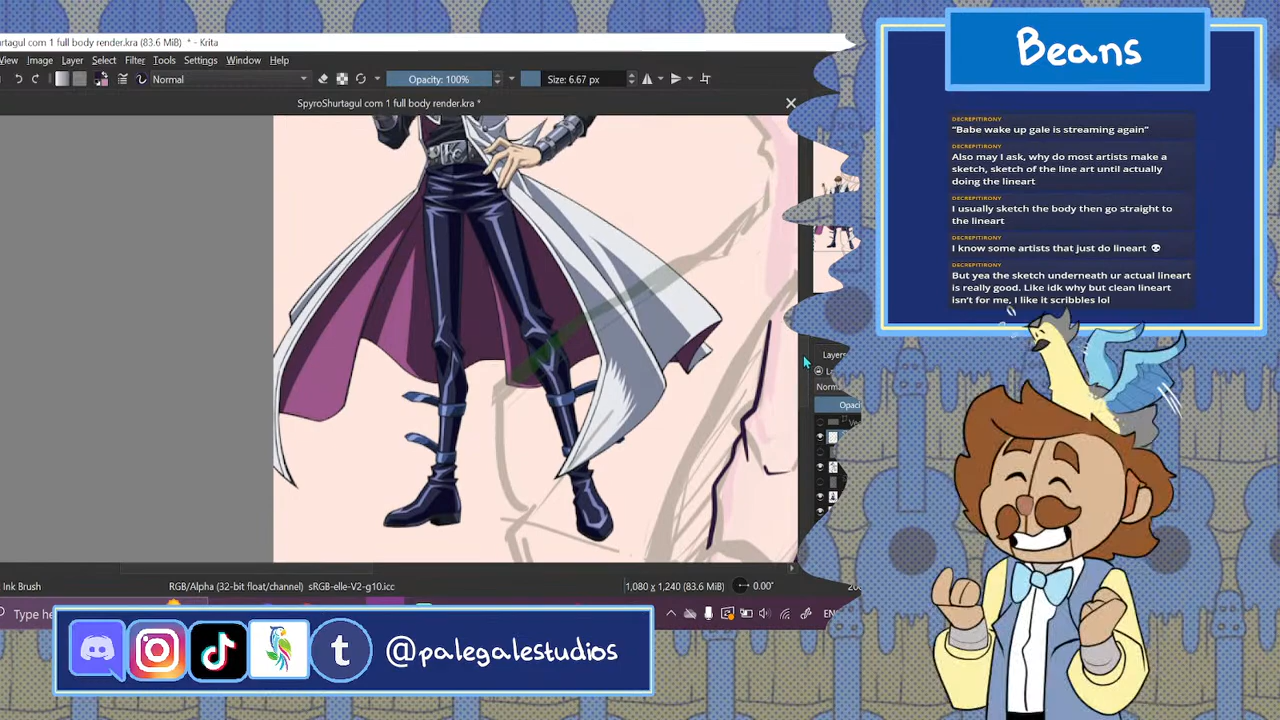 urtagul com 1 full body render.kra (83.6 MiB) * - Krita
View Image Layer Select Filter Tools Settings Window Help
Normal
Opacity: 100%
Size: 6.67 px
SpyroShurtagul com 1 full body render.kra *
Beans
DECREPITIRONY
"Babe wake up gale is streaming again"
DECREPITIRONY
Also may I ask, why do most artists make a
sketch, sketch of the line art until actually
doing the lineart
DECREPITIRONY
I usually sketch the body then go straight to
the lineart
DECREPITIRONY
I know some artists that just do lineart 💀
DECREPITIRONY
But yea the sketch underneath ur actual lineart
is really good. Like idk why but clean lineart
isn't for me, I like it scribbles lol
Layers
Norm
Opaci
Ink Brush
RGB/Alpha (32-bit float/channel) sRGB-elle-V2-g10.icc
1,080 x 1,240 (83.6 MiB)
0.00°
Type he
t
@palegalestudios